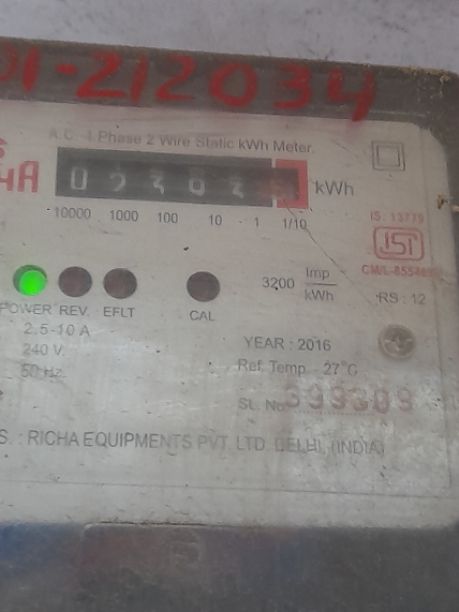 01-212034
A.C. 1 Phase 2 Wire Static kWh Meter.
kWh
10000 1000 100 10 1 1/10
IS: 13779
ISI
3200 Imp/kWh
RS : 12
POWER REV. EFLT CAL
2.5-10 A
240 V.
50 Hz.
YEAR : 2016
Ref. Temp 27°C
SL. No 399309
S. : RICHA EQUIPMENTS PVT. LTD. DELHI, (INDIA)